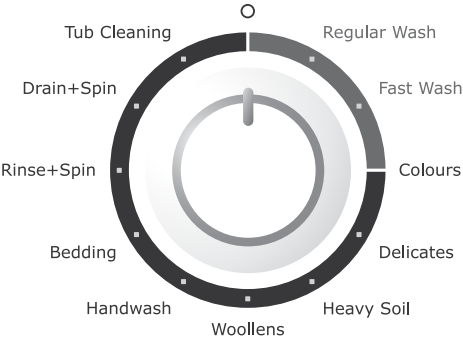 Tub Cleaning
Regular Wash
Drain+Spin
Fast Wash
Rinse+Spin
Colours
Bedding
Delicates
Handwash
Heavy Soil
Woollens